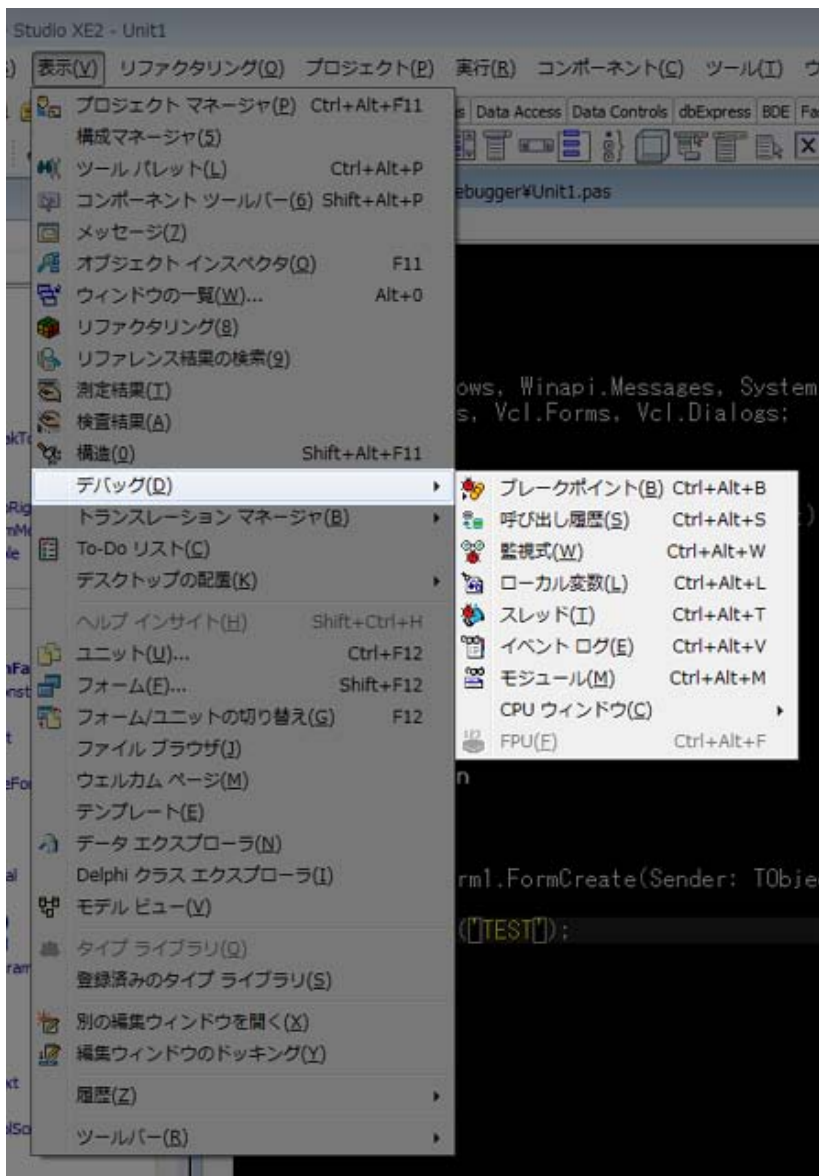 Studio XE2 - Unit1
表示(V) リファクタリング(Q) プロジェクト(P) 実行(R) コンポーネント(C) ツール(T)
Data Access Data Controls dbExpress BDE
プロジェクト マネージャ(P) Ctrl+Alt+F11
構成マネージャ(5)
ツール パレット(L) Ctrl+Alt+P
コンポーネント ツールバー(6) Shift+Alt+P
ebugger¥Unit1.pas
メッセージ(7)
オブジェクト インスペクタ(O) F11
ウィンドウの一覧(W)... Alt+0
リファクタリング(8)
リファレンス結果の検索(9)
測定結果(T)
ows, Winapi.Messages, System
検査結果(A)
s, Vcl.Forms, Vcl.Dialogs;
構造(0) Shift+Alt+F11
デバッグ(D)
ブレークポイント(B) Ctrl+Alt+B
トランスレーション マネージャ(B)
呼び出し履歴(S) Ctrl+Alt+S
To-Do リスト(C)
監視式(W) Ctrl+Alt+W
デスクトップの配置(K)
ローカル変数(L) Ctrl+Alt+L
ヘルプ インサイト(H) Shift+Ctrl+H
スレッド(T) Ctrl+Alt+T
ユニット(U)... Ctrl+F12
イベント ログ(E) Ctrl+Alt+V
フォーム(F)... Shift+F12
モジュール(M) Ctrl+Alt+M
フォーム/ユニットの切り替え(G) F12
CPU ウィンドウ(C)
ファイル ブラウザ(J)
FPU(F) Ctrl+Alt+F
ウェルカム ページ(M)
n
テンプレート(E)
データ エクスプローラ(N)
Delphi クラス エクスプローラ(I)
rm1.FormCreate(Sender: TObje
モデル ビュー(V)
('TEST');
タイプ ライブラリ(Q)
登録済みのタイプ ライブラリ(S)
別の編集ウィンドウを開く(X)
編集ウィンドウのドッキング(Y)
履歴(Z)
ツールバー(R)